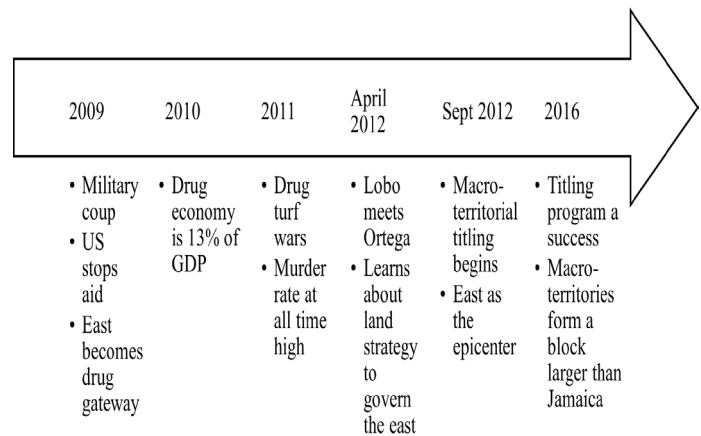 2009
2010
2011
April
2012
Sept 2012
2016
• Military
coup
• US
stops
aid
• East
becomes
drug
gateway
• Drug
economy
is 13% of
GDP
• Drug
turf
wars
• Murder
rate at
all time
high
• Lobo
meets
Ortega
• Learns
about
land
strategy
to
govern
the east
• Macro-
territorial
titling
begins
• East as
the
epicenter
• Titling
program a
success
• Macro-
territories
form a
block
larger than
Jamaica